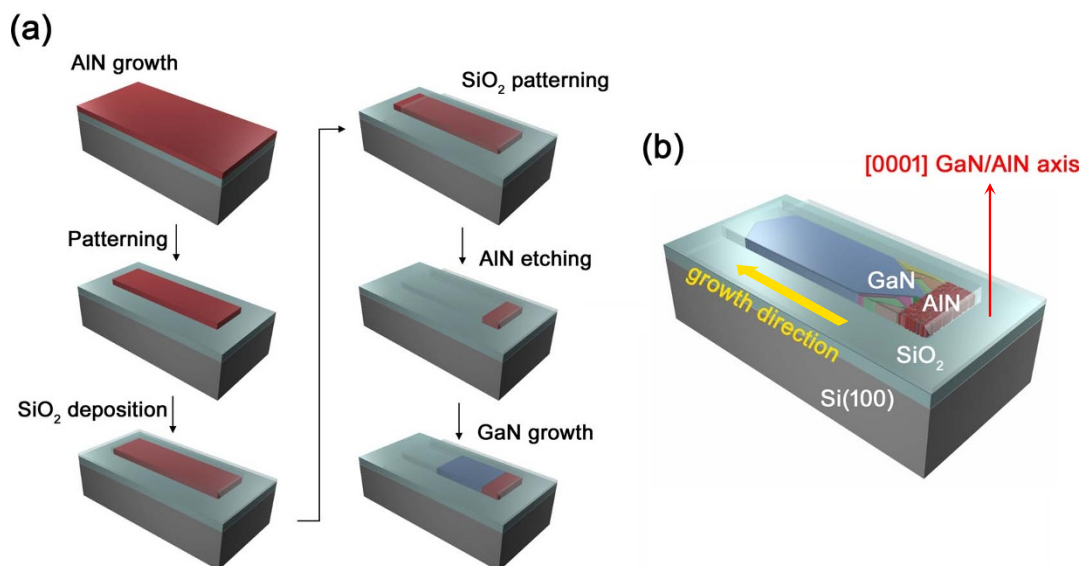 (a)
AlN growth
Patterning
SiO₂ deposition
SiO₂ patterning
AlN etching
GaN growth
(b)
[0001] GaN/AlN axis
GaN
AlN
growth direction
SiO₂
Si(100)